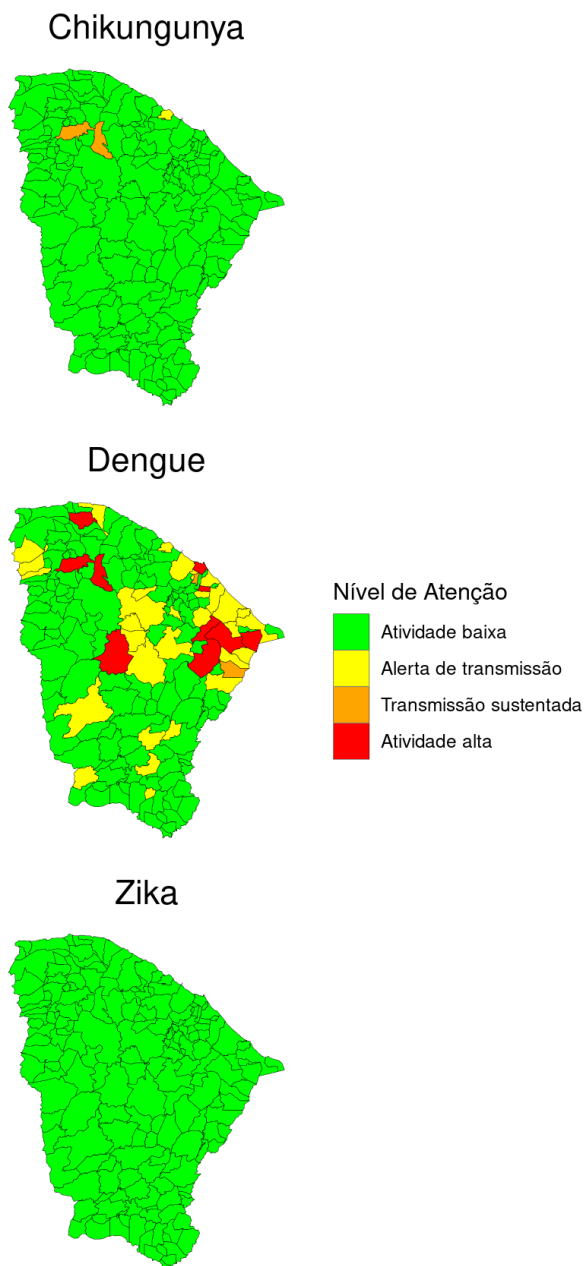 Chikungunya
Dengue
Nível de Atenção
Atividade baixa
Alerta de transmissão
Transmissão sustentada
Atividade alta
Zika